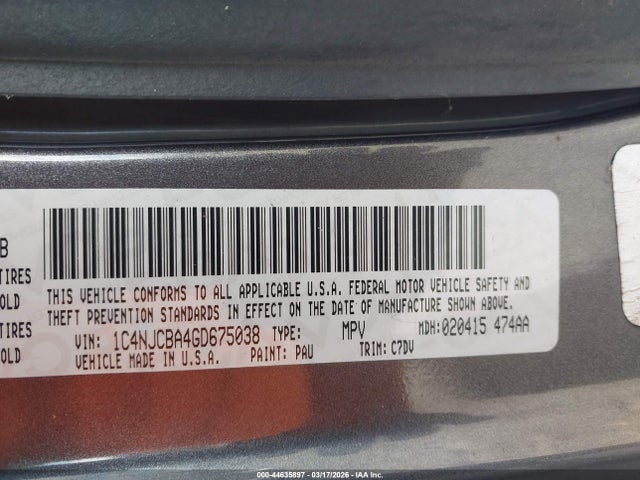 B
TIRES
OLD
TIRES
OLD
THIS VEHICLE CONFORMS TO ALL APPLICABLE U.S.A. FEDERAL MOTOR VEHICLE SAFETY AND
THEFT PREVENTION STANDARDS IN EFFECT ON THE DATE OF MANUFACTURE SHOWN ABOVE.
VIN: 1C4NJCBA4GD675038 TYPE: MPV MDH:020415 474AA
VEHICLE MADE IN U.S.A. PAINT: PAU TRIM: C7DV
000-44635897 - 03/17/2026 - IAA Inc.